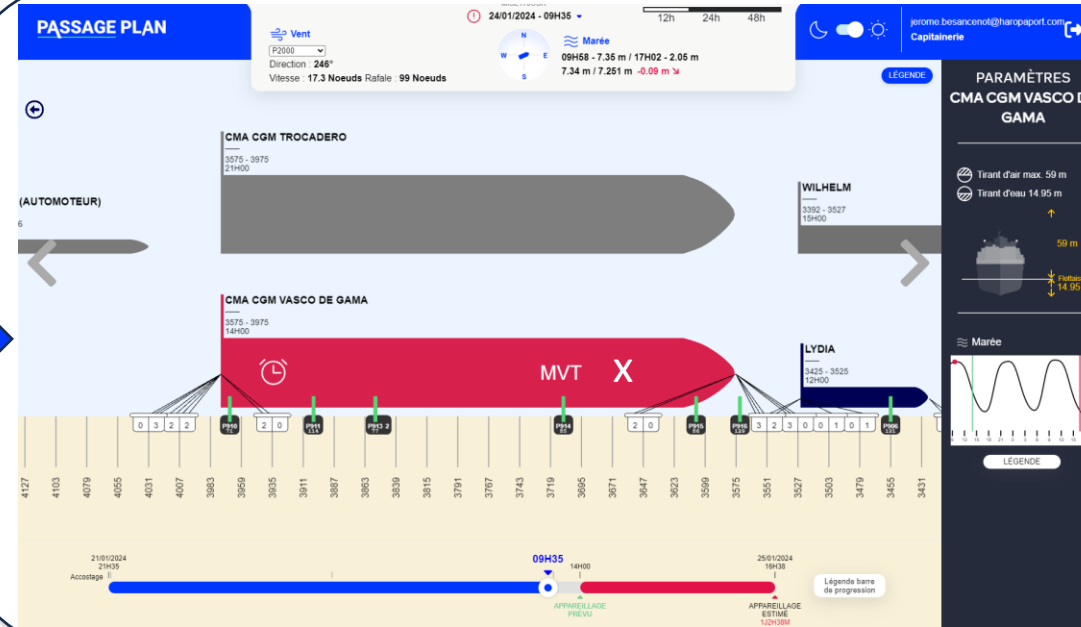 PASSAGE PLAN
24/01/2024 - 09H35
12h 24h 48h
Vent
P2000
Direction : 246°
Vitesse : 17.3 Noeuds Rafale : 99 Noeuds
N
W E
S
Marée
09H58 - 7.35 m / 17H02 - 2.05 m
7.34 m / 7.251 m -0.09 m
jerome.besancenot@haropaport.com
Capitainerie
LÉGENDE
PARAMÈTRES
CMA CGM VASCO D
GAMA
Tirant d'air max. 59 m
Tirant d'eau 14.95 m
59 m
Flottais
14.95
Marée
LÉGENDE
CMA CGM TROCADERO
3575 - 3975
21H00
(AUTOMOTEUR)
6
WILHELM
3392 - 3527
15H00
CMA CGM VASCO DE GAMA
3575 - 3975
14H00
MVT X
LYDIA
3425 - 3525
12H00
0 3 2 2
P910
71
2 0
P911
114
P913 2
77
P914
85
2 0
P915
86
P916
3 2 3 0 0 1 0 1
P906
131
4127 4103 4079 4055 4031 4007 3983 3959 3935 3911 3887 3863 3839 3815 3791 3767 3743 3719 3695 3671 3647 3623 3599 3575 3551 3527 3503 3479 3455 3431
21/01/2024
21H35
Accostage
09H35
14H00
APPAREILLAGE
PRÉVU
25/01/2024
16H38
APPAREILLAGE
ESTIMÉ
1J2H38M
Légende barre
de progression